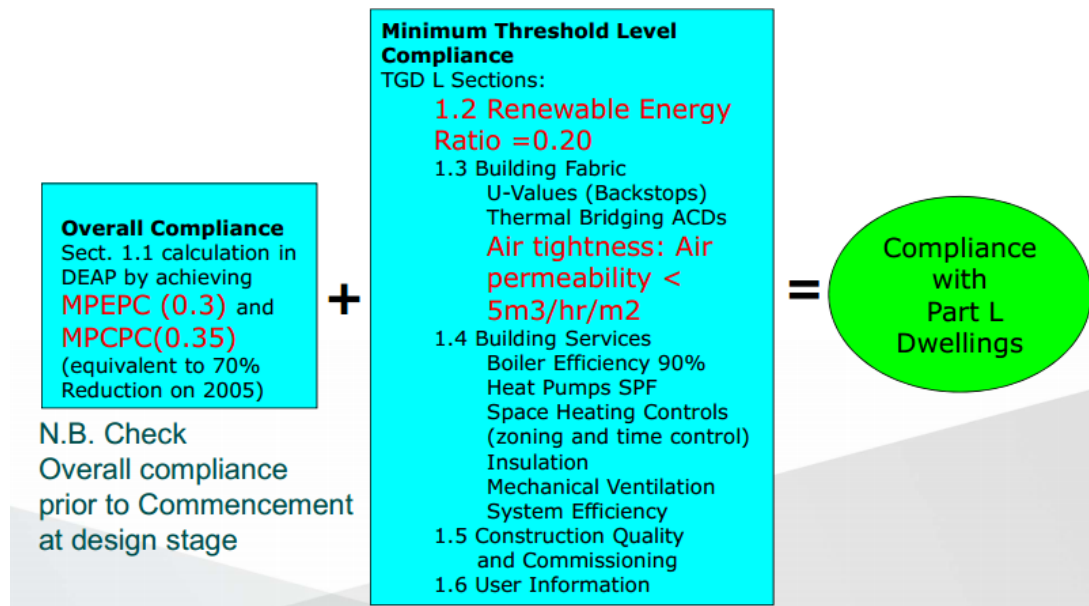 Overall Compliance
Sect. 1.1 calculation in
DEAP by achieving
MPEPC (0.3) and
MPCPC(0.35)
(equivalent to 70%
Reduction on 2005)
N.B. Check
Overall compliance
prior to Commencement
at design stage
+
Minimum Threshold Level
Compliance
TGD L Sections:
1.2 Renewable Energy
Ratio =0.20
1.3 Building Fabric
U-Values (Backstops)
Thermal Bridging ACDs
Air tightness: Air
permeability <
5m3/hr/m2
1.4 Building Services
Boiler Efficiency 90%
Heat Pumps SPF
Space Heating Controls
(zoning and time control)
Insulation
Mechanical Ventilation
System Efficiency
1.5 Construction Quality
and Commissioning
1.6 User Information
=
Compliance
with
Part L
Dwellings